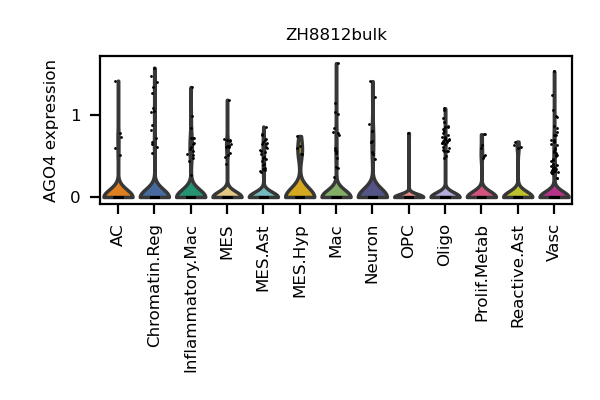 ZH8812bulk
AGO4 expression
1
0
AC
Chromatin.Reg
Inflammatory.Mac
MES
MES.Ast
MES.Hyp
Mac
Neuron
OPC
Oligo
Prolif.Metab
Reactive.Ast
Vasc